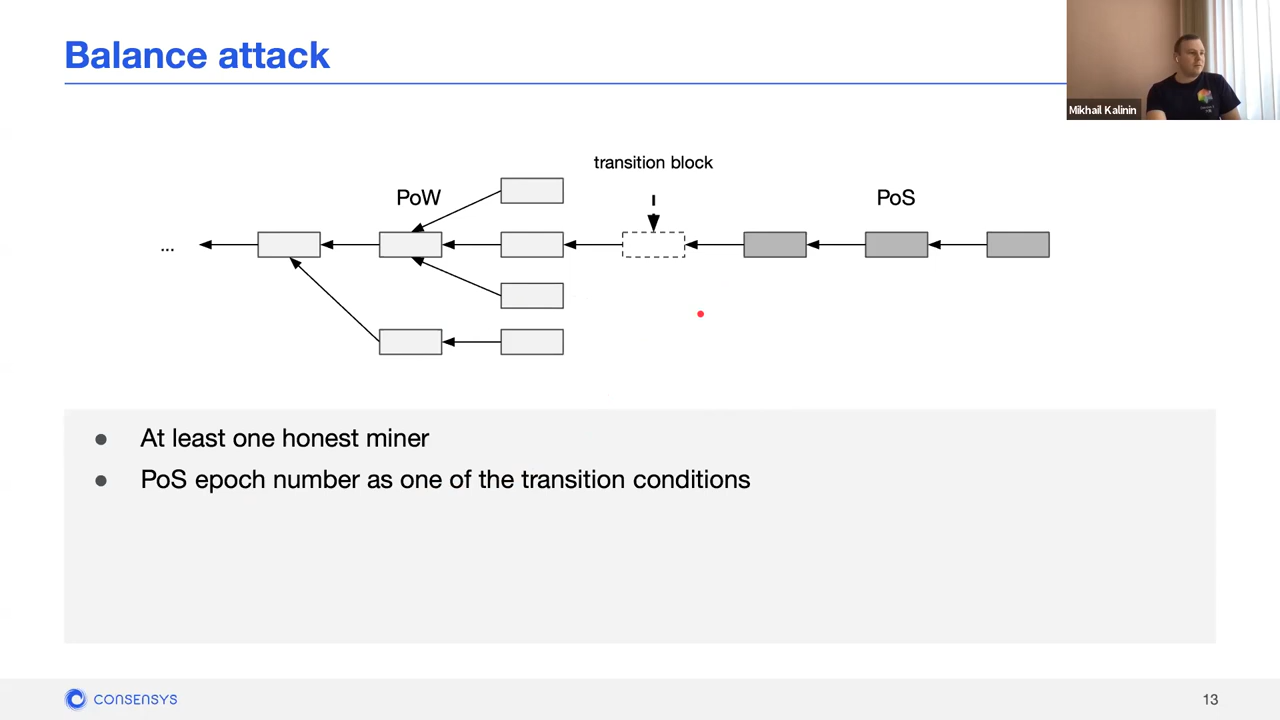 Balance attack
Mikhail Kalinin
transition block
PoW
PoS
...
At least one honest miner
PoS epoch number as one of the transition conditions
CONSENSYS
13